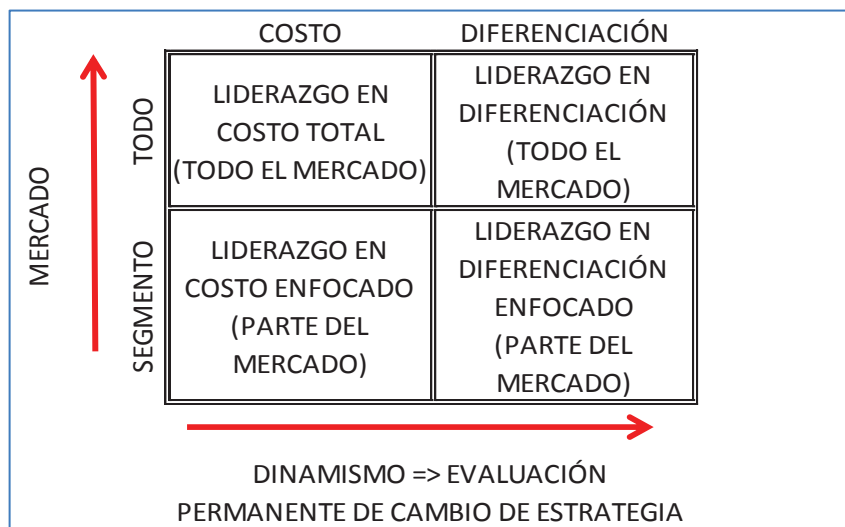 COSTO
DIFERENCIACIÓN
MERCADO
TODO
LIDERAZGO EN
COSTO TOTAL
(TODO EL MERCADO)
LIDERAZGO EN
DIFERENCIACIÓN
(TODO EL
MERCADO)
SEGMENTO
LIDERAZGO EN
COSTO ENFOCADO
(PARTE DEL
MERCADO)
LIDERAZGO EN
DIFERENCIACIÓN
ENFOCADO
(PARTE DEL
MERCADO)
DINAMISMO => EVALUACIÓN
PERMANENTE DE CAMBIO DE ESTRATEGIA